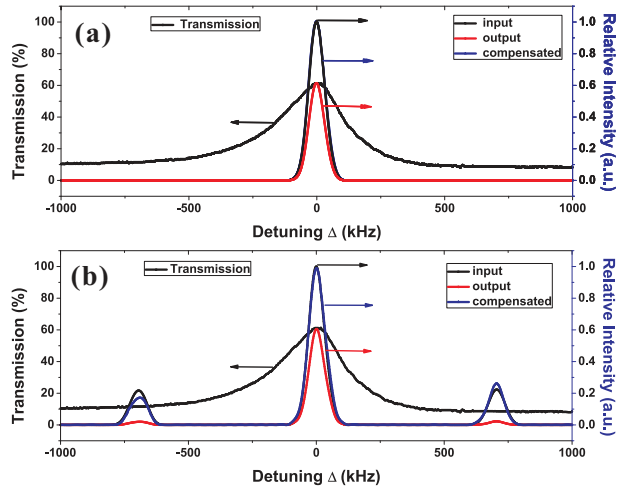 (a)
Transmission
input
output
compensated
Transmission (%)
100
80
60
40
20
0
1.0
0.8
0.6
0.4
0.2
0.0
Relative Intensity (a.u.)
-1000
-500
0
500
1000
Detuning Δ (kHz)
(b)
Transmission
input
output
compensated
Transmission (%)
100
80
60
40
20
0
1.0
0.8
0.6
0.4
0.2
0.0
Relative Intensity (a.u.)
-1000
-500
0
500
1000
Detuning Δ (kHz)